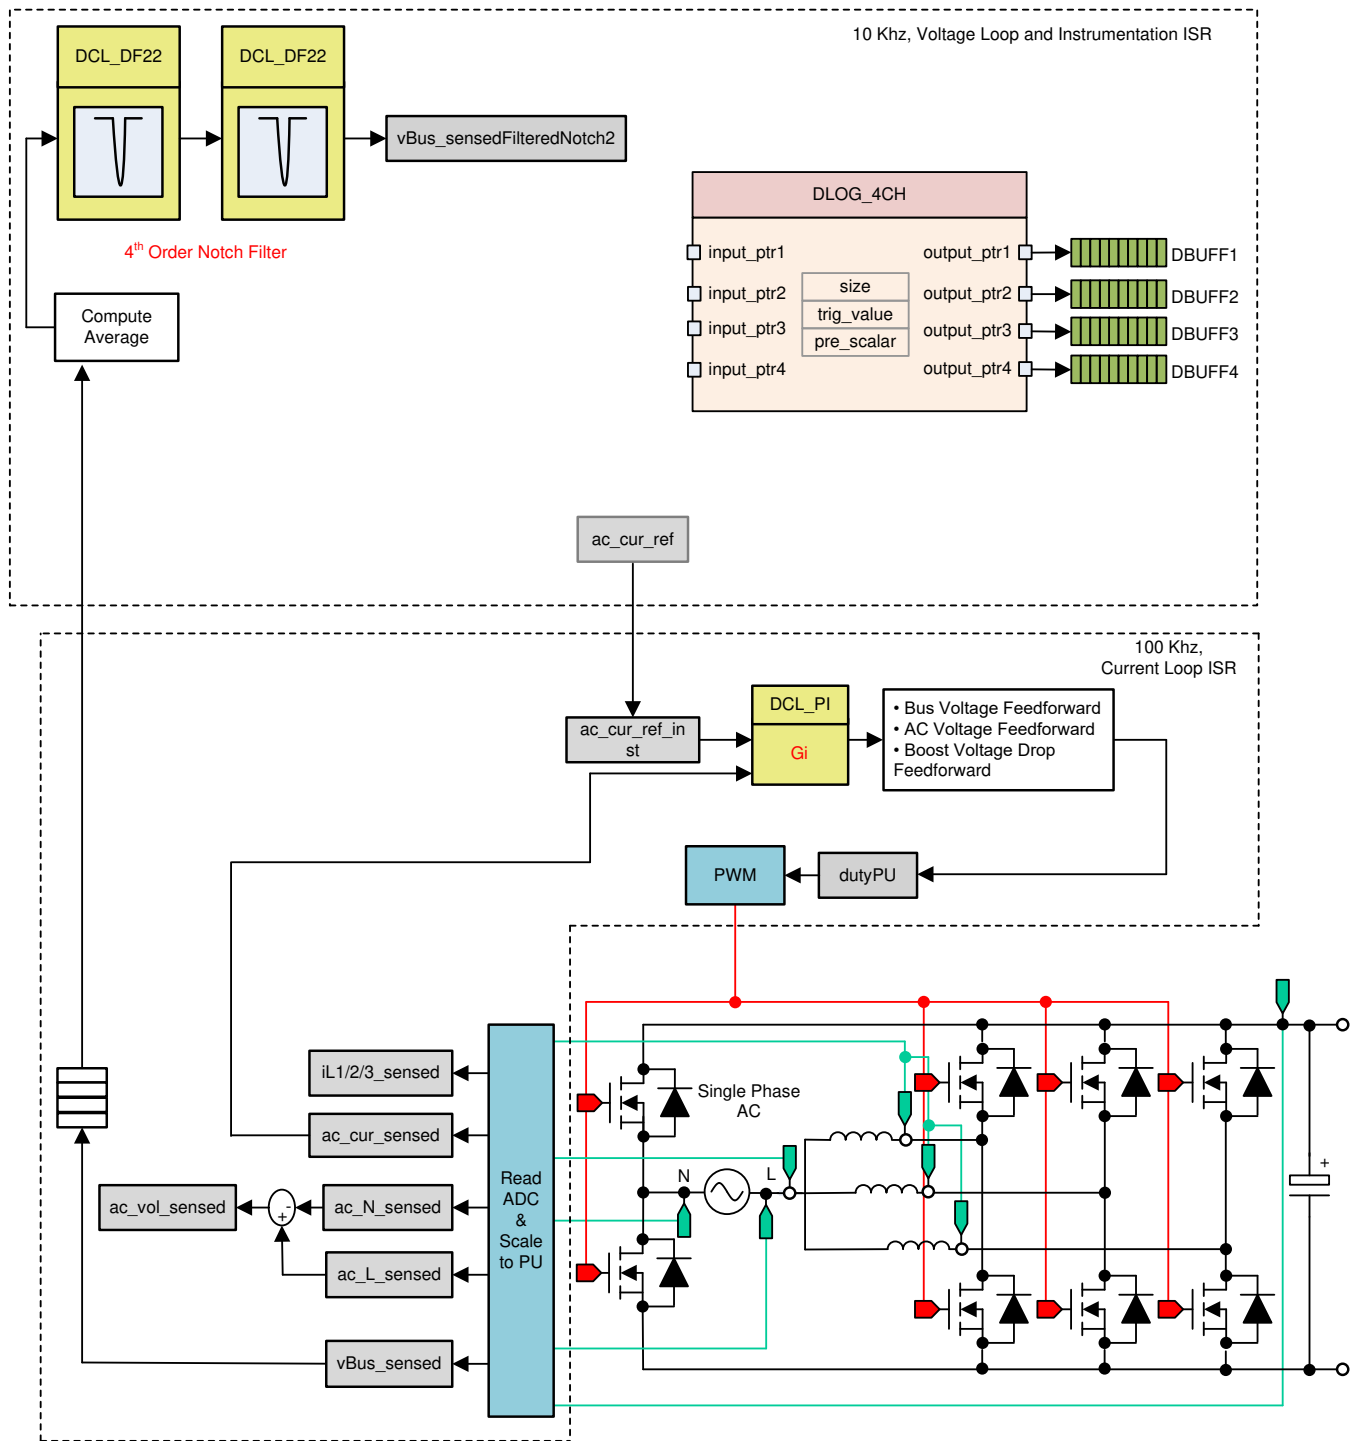 10 Khz, Voltage Loop and Instrumentation ISR
DCL_DF22
DCL_DF22
vBus_sensedFilteredNotch2
4th Order Notch Filter
Compute
Average
DLOG_4CH
input_ptr1
input_ptr2
input_ptr3
input_ptr4
size
trig_value
pre_scalar
output_ptr1
output_ptr2
output_ptr3
output_ptr4
DBUFF1
DBUFF2
DBUFF3
DBUFF4
ac_cur_ref
100 Khz,
Current Loop ISR
ac_cur_ref_in
st
DCL_PI
Gi
• Bus Voltage Feedforward
• AC Voltage Feedforward
• Boost Voltage Drop
Feedforward
PWM
dutyPU
iL1/2/3_sensed
ac_cur_sensed
ac_vol_sensed
-
+
ac_N_sensed
ac_L_sensed
vBus_sensed
Read
ADC
&
Scale
to PU
Single Phase
AC
N
L
+